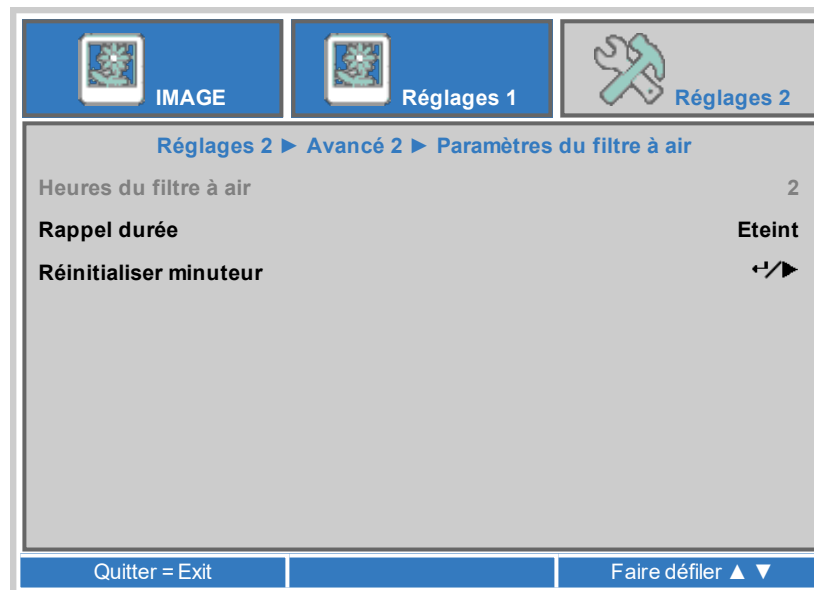 IMAGE
Réglages 1
Réglages 2
Réglages 2 ► Avancé 2 ► Paramètres du filtre à air
Heures du filtre à air 2
Rappel durée Eteint
Réinitialiser minuteur ↵/►
Quitter = Exit
Faire défiler ▲ ▼